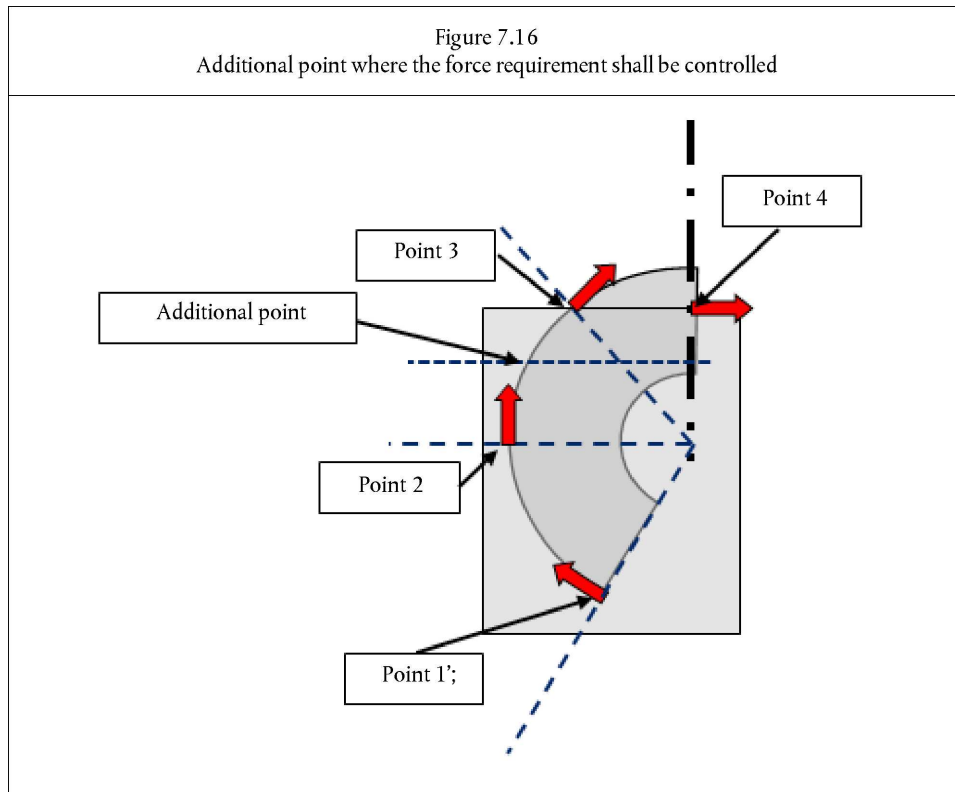 Figure 7.16
Additional point where the force requirement shall be controlled
Point 4
Point 3
Additional point
Point 2
Point 1’;